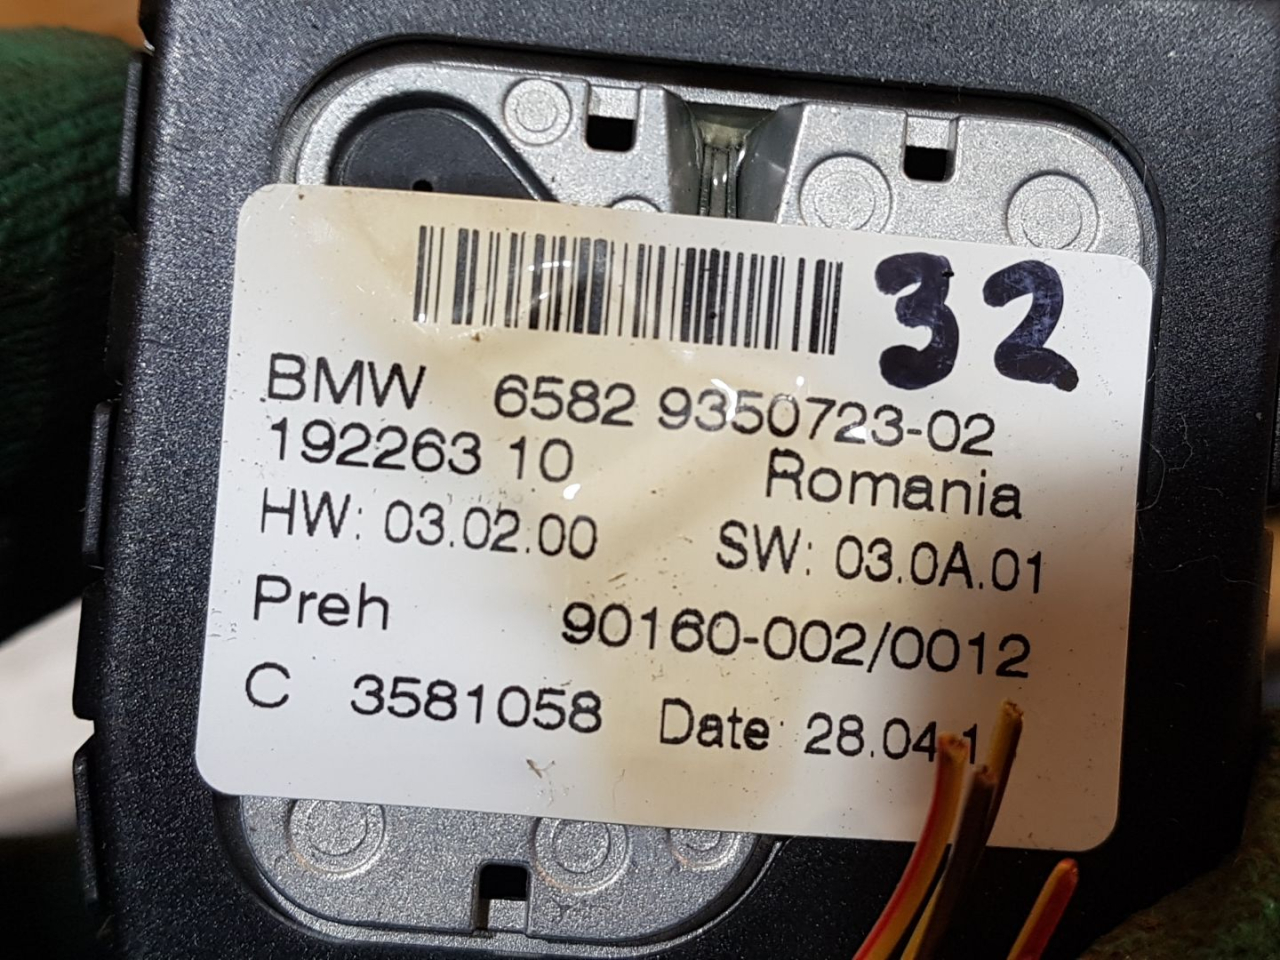 32
BMW 6582 9350723-02
192263 10 Romania
HW: 03.02.00 SW: 03.0A.01
Preh 90160-002/0012
C 3581058 Date: 28.04.1